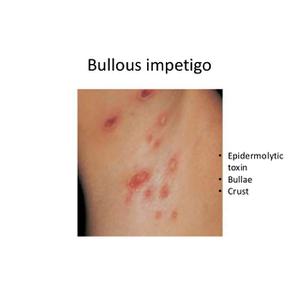 Bullous impetigo
• Epidermolytic
toxin
• Bullae
• Crust